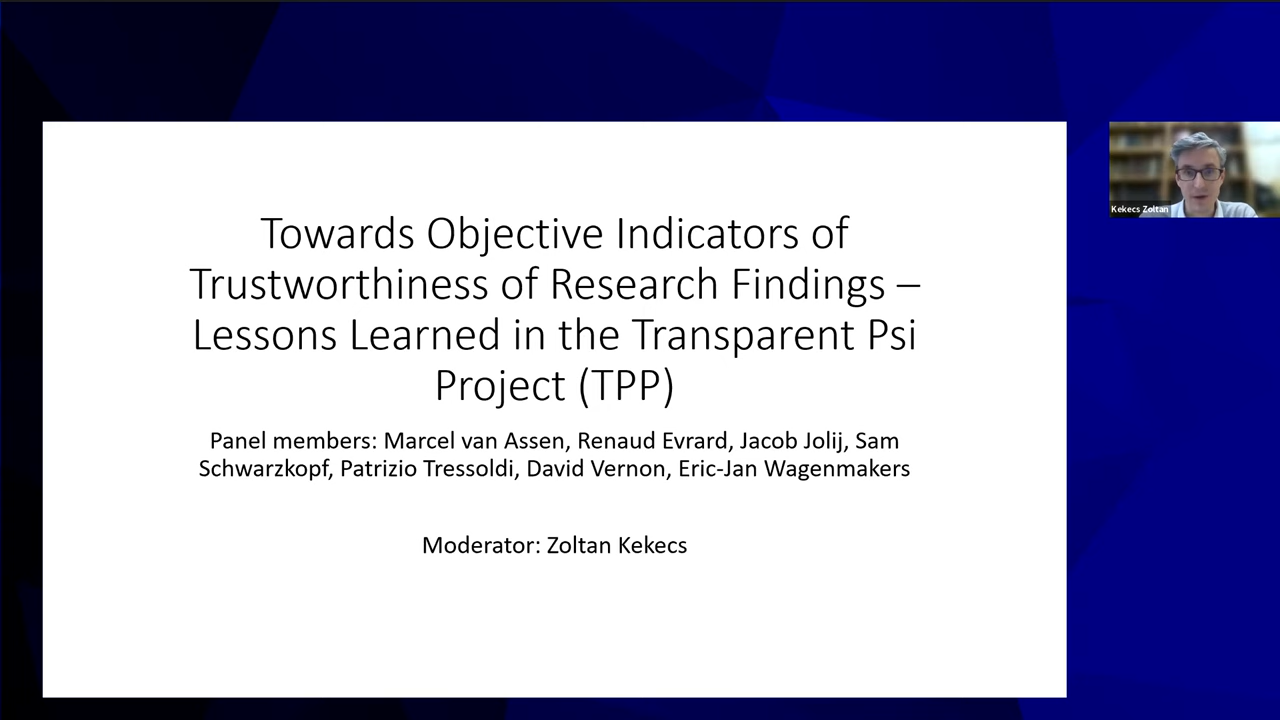 Towards Objective Indicators of
Trustworthiness of Research Findings –
Lessons Learned in the Transparent Psi
Project (TPP)
Panel members: Marcel van Assen, Renaud Evrard, Jacob Jolij, Sam
Schwarzkopf, Patrizio Tressoldi, David Vernon, Eric-Jan Wagenmakers
Moderator: Zoltan Kekecs
Kekecs Zoltan